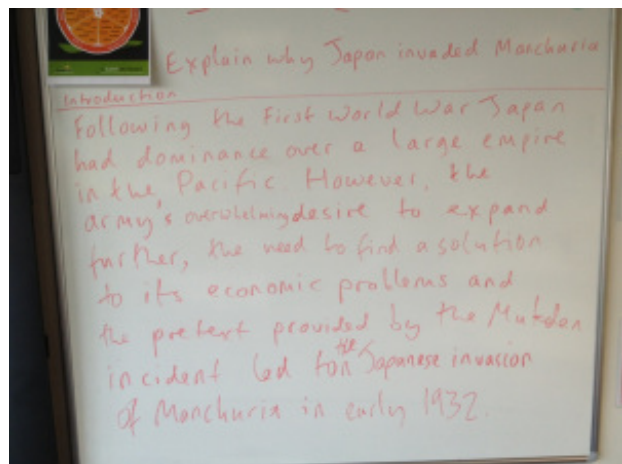 Explain why Japan invaded Manchuria
Introduction
Following the First World War Japan
had dominance over a large empire
in the, Pacific However, the
army's overwhelming desire to expand
further, the need to find a solution
to its economic problems and
the pretext provided by the Mukden
incident led to the Japanese invasion
of Manchuria in early 1932.